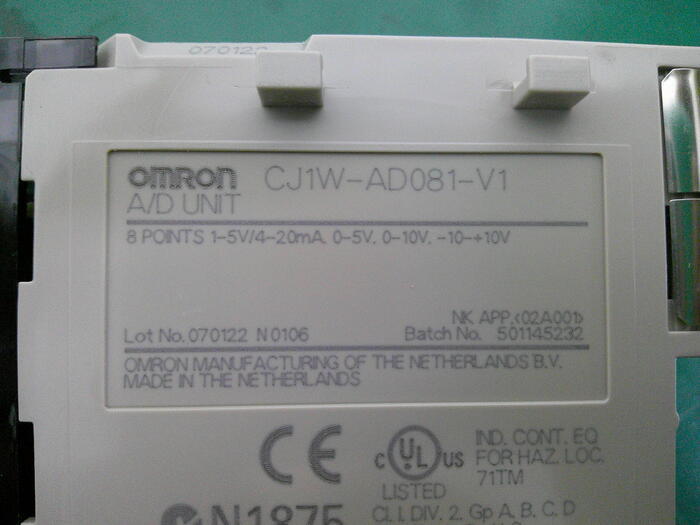 070122
OMRON CJ1W-AD081-V1
A/D UNIT
8 POINTS 1-5V/4-20mA, 0-5V, 0-10V, -10-+10V
NK APP.<02A001>
Lot No. 070122 N0106 Batch No. 501145232
OMRON MANUFACTURING OF THE NETHERLANDS B.V.
MADE IN THE NETHERLANDS
CE c UL us IND. CONT. EQ
FOR HAZ. LOC.
71TM
LISTED
N1875 CL I, DIV. 2, Gp A, B, C, D